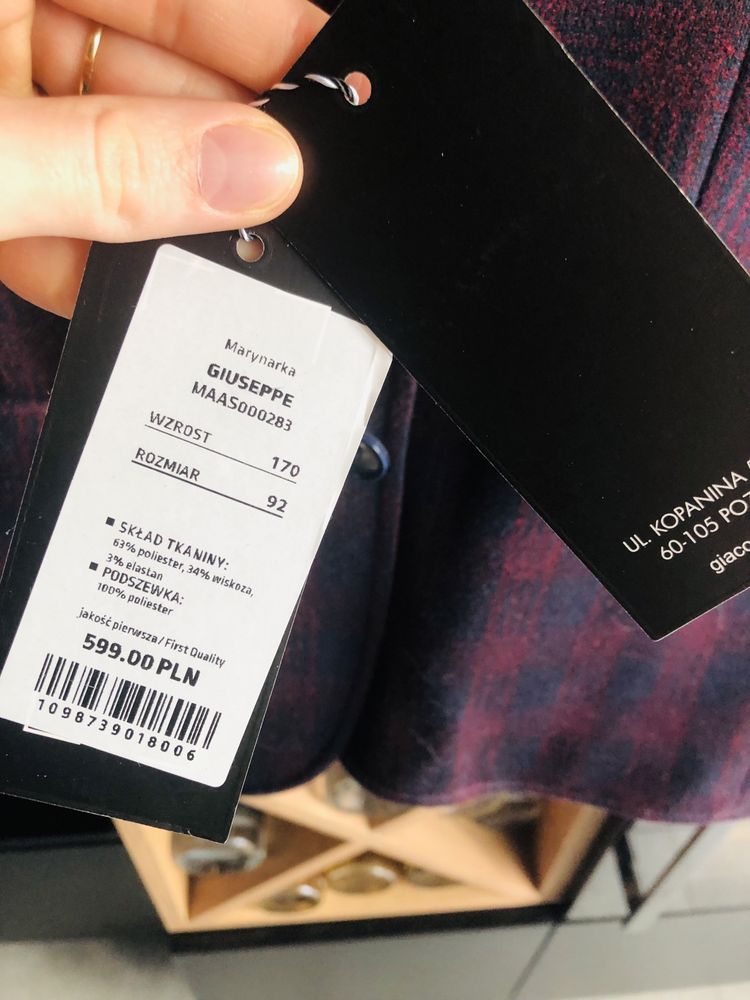 Marynarka
GIUSEPPE
MAAS000283
WZROST 170
ROZMIAR 92
SKŁAD TKANINY:
63% poliester, 34% wiskoza,
3% elastan
PODSZEWKA:
100% poliester
jakość pierwsza / First Quality
599.00 PLN
1098739018006
UL. KOPANINA
60-105 PO
giaco